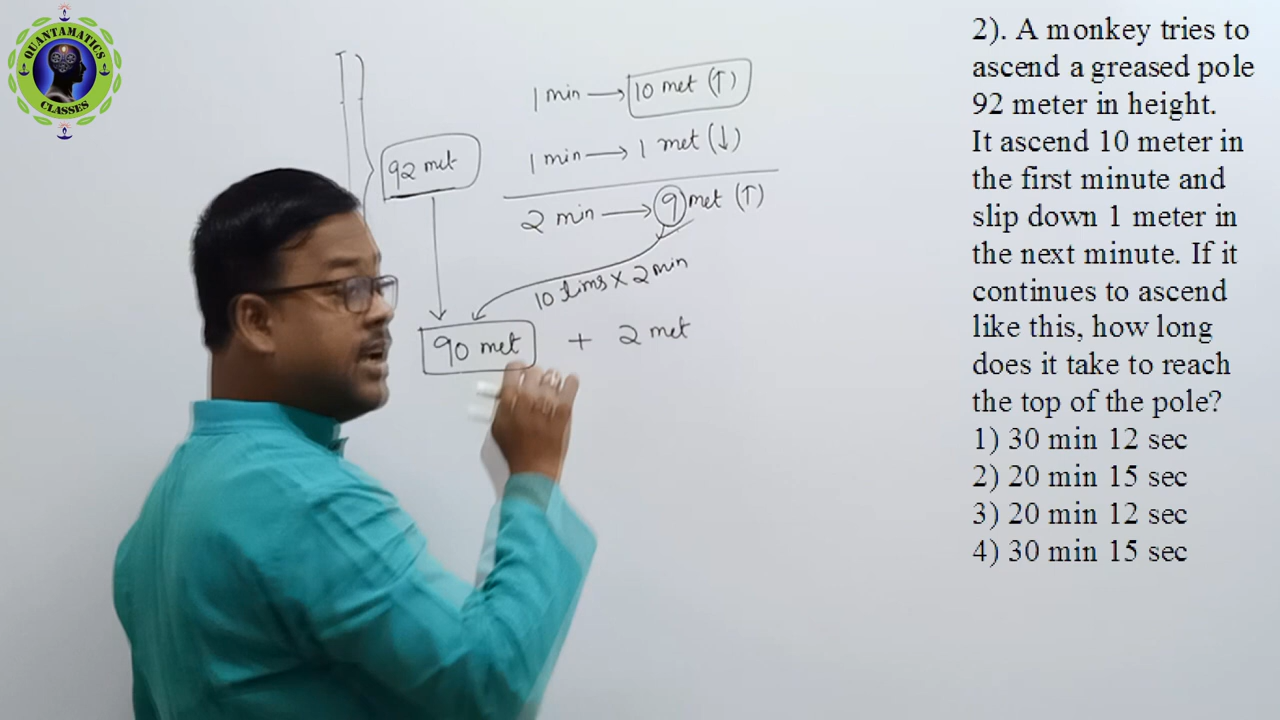 QUANTAMATICS
CLASSES
1 min → 10 met (↑)
1 min → 1 met (↓)
2 min → 9 met (↑)
92 met
10 tims × 2 min
90 met + 2 met
2). A monkey tries to
ascend a greased pole
92 meter in height.
It ascend 10 meter in
the first minute and
slip down 1 meter in
the next minute. If it
continues to ascend
like this, how long
does it take to reach
the top of the pole?
1) 30 min 12 sec
2) 20 min 15 sec
3) 20 min 12 sec
4) 30 min 15 sec